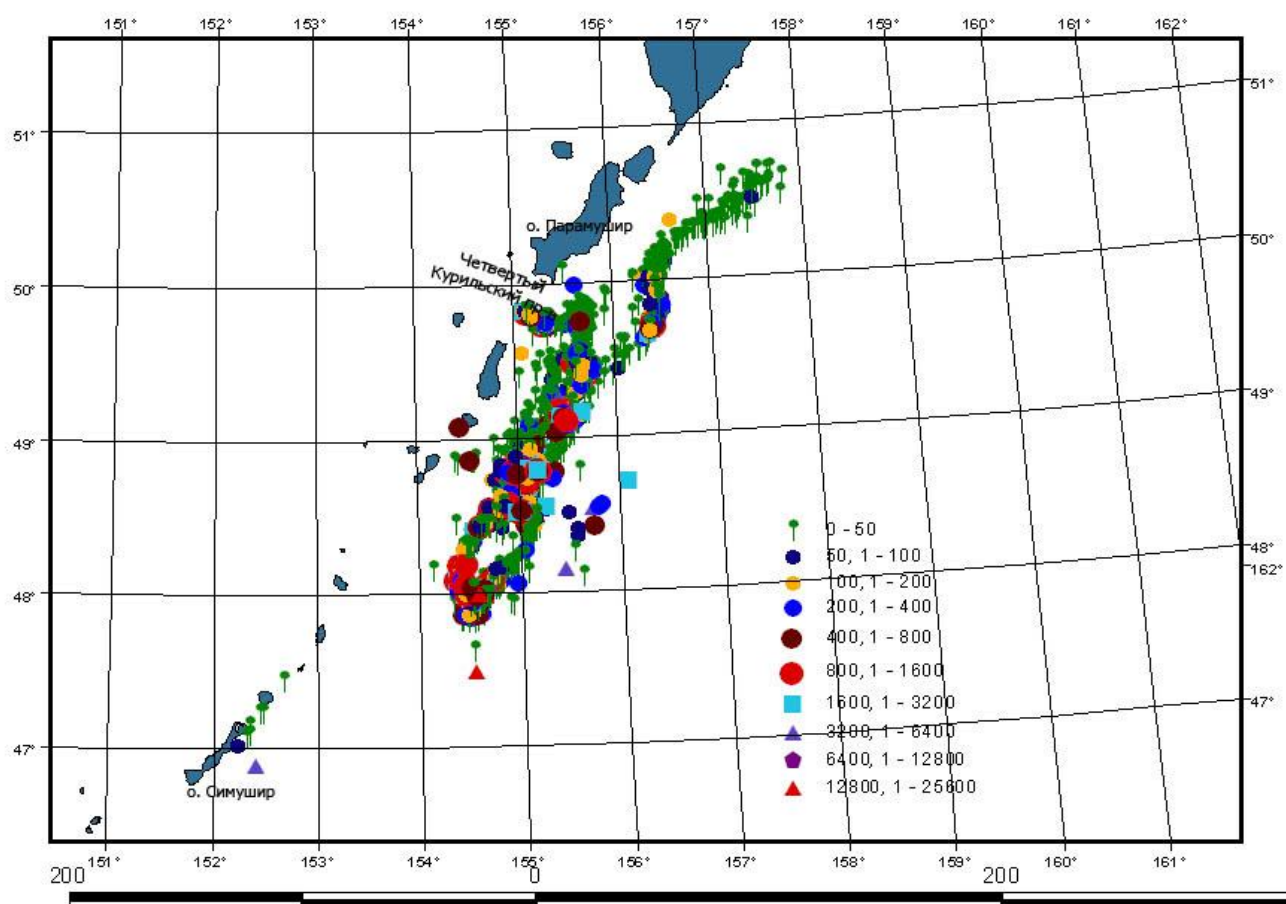 151° 152° 153° 154° 155° 156° 157° 158° 159° 160° 161° 162°
51° 51°
о. Парамушир
Четвертый
Курильский пр-в
50° 50°
49° 49°
0 - 50
50, 1 - 100
48°
162°
100, 1 - 200
48° 200, 1 - 400
400, 1 - 800
800, 1 - 1600
1600, 1 - 3200
47°
3200, 1 - 6400
47°
6400, 1 - 12800
12800, 1 - 25600
о. Симушир
151° 152° 153° 154° 155° 156° 157° 158° 159° 160° 161°
200 0 200